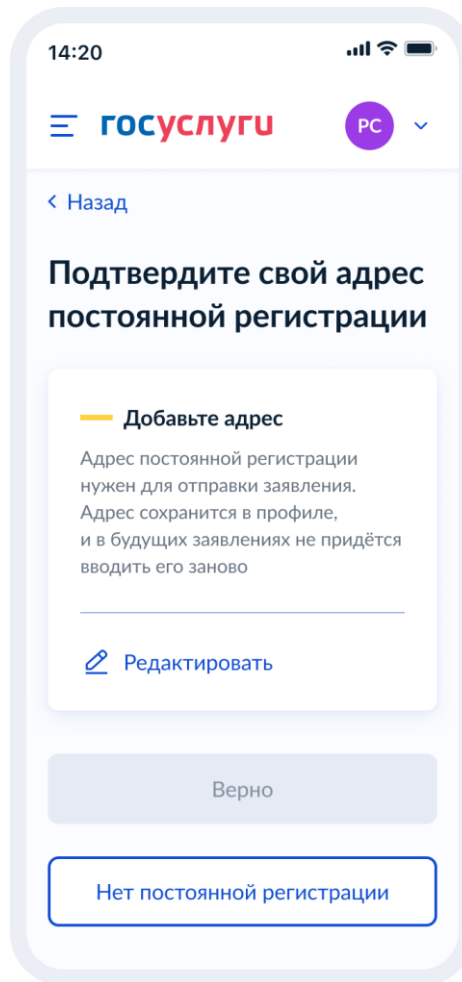 14:20
госуслуги
РС
Назад
Подтвердите свой адрес
постоянной регистрации
Добавьте адрес
Адрес постоянной регистрации
нужен для отправки заявления.
Адрес сохранится в профиле,
и в будущих заявлениях не придётся
вводить его заново
Редактировать
Верно
Нет постоянной регистрации